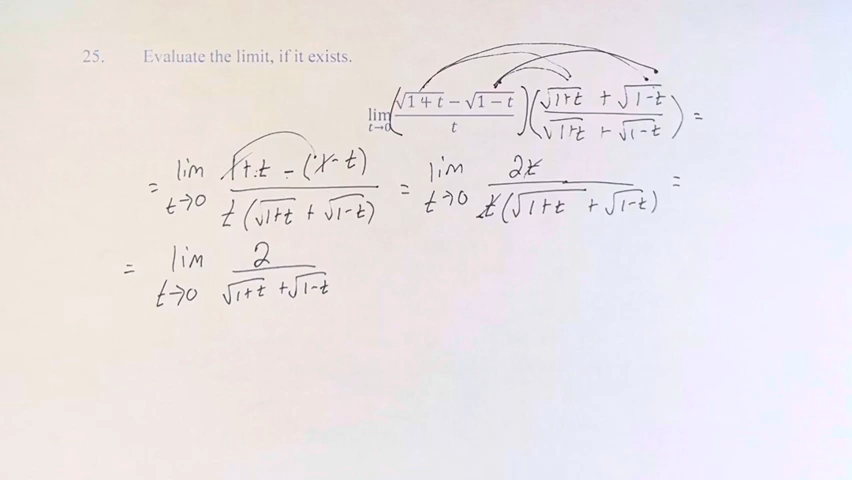 25. Evaluate the limit, if it exists.
lim t→0 ((√(1+t) − √(1−t))/t)((√(1+t) + √(1−t))/(√(1+t) + √(1−t))) =
= lim t→0 (1+t − (1−t))/(t(√(1+t) + √(1−t))) = lim t→0 2t/(t(√(1+t) + √(1−t))) =
= lim t→0 2/(√(1+t) + √(1−t))